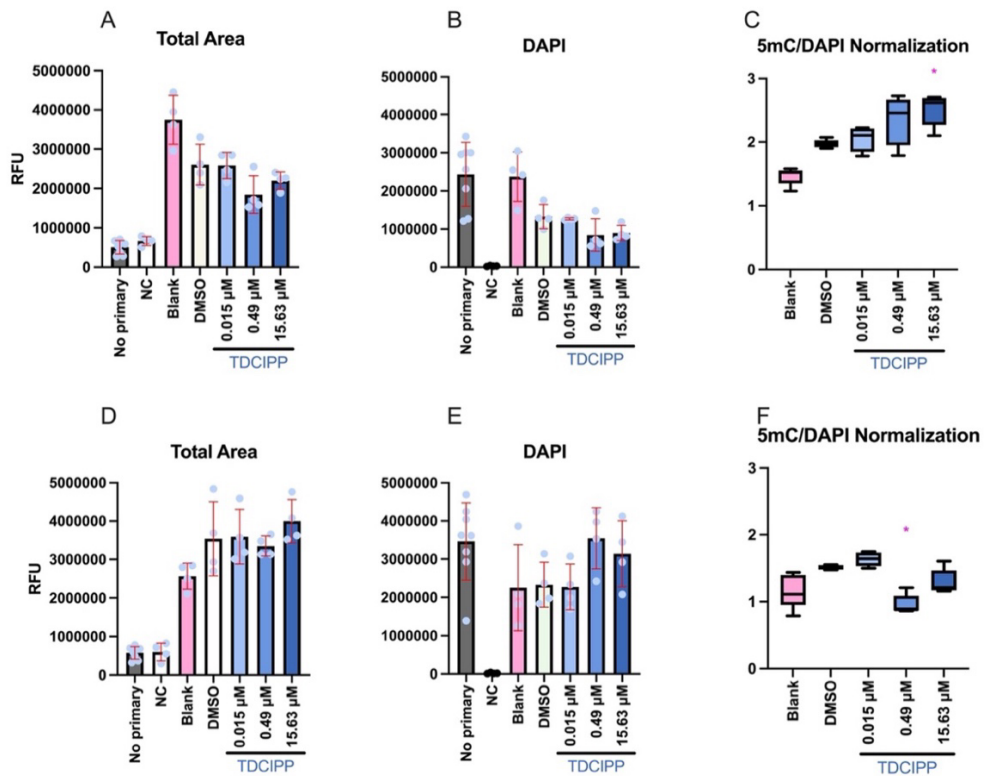 A
Total Area
RFU
5000000
4000000
3000000
2000000
1000000
0
No primary
NC
Blank
DMSO
0.015 µM
0.49 µM
15.63 µM
TDCIPP
B
DAPI
5000000
4000000
3000000
2000000
1000000
0
No primary
NC
Blank
DMSO
0.015 µM
0.49 µM
15.63 µM
TDCIPP
C
5mC/DAPI Normalization
3
2
1
0
*
Blank
DMSO
0.015 µM
0.49 µM
15.63 µM
TDCIPP
D
Total Area
RFU
5000000
4000000
3000000
2000000
1000000
0
No primary
NC
Blank
DMSO
0.015 µM
0.49 µM
15.63 µM
TDCIPP
E
DAPI
5000000
4000000
3000000
2000000
1000000
0
No primary
NC
Blank
DMSO
0.015 µM
0.49 µM
15.63 µM
TDCIPP
F
5mC/DAPI Normalization
3
2
1
0
*
Blank
DMSO
0.015 µM
0.49 µM
15.63 µM
TDCIPP